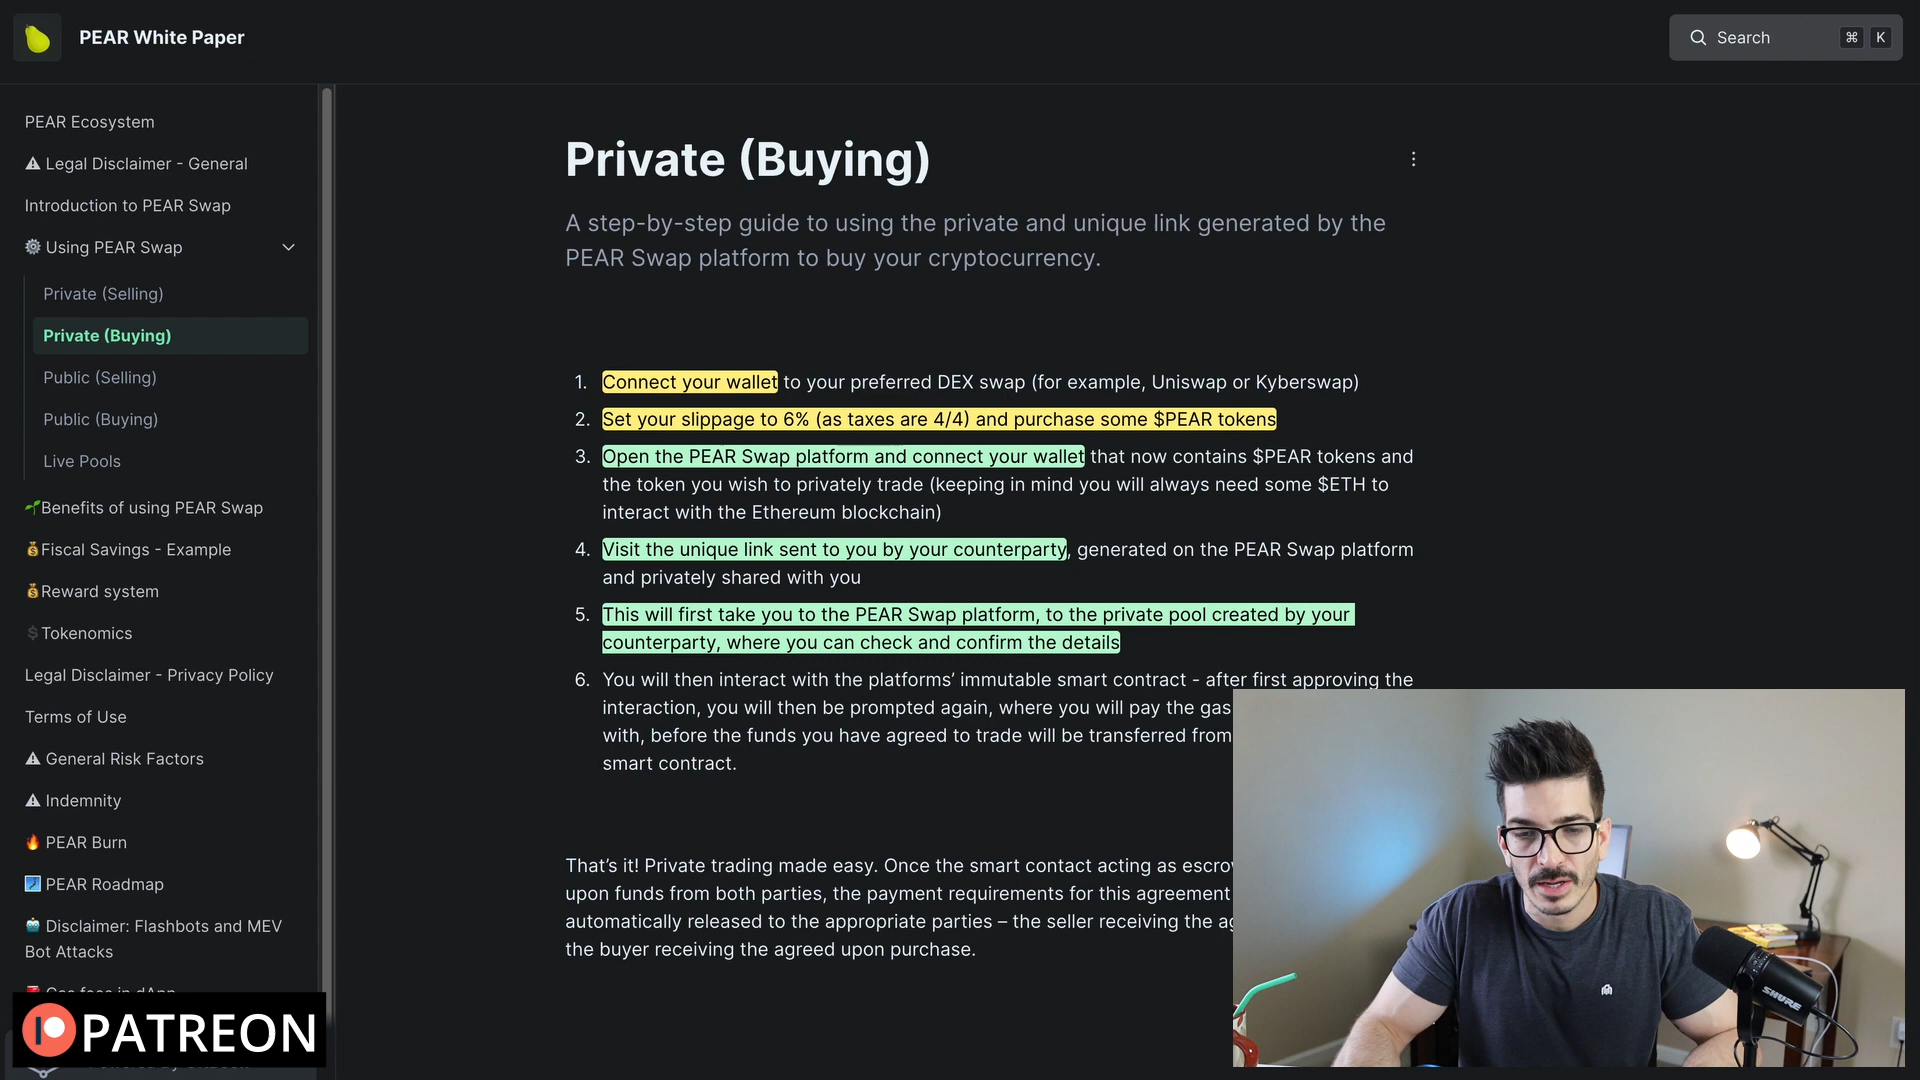 PEAR White Paper
Search
⌘ K
PEAR Ecosystem
Legal Disclaimer - General
Introduction to PEAR Swap
Using PEAR Swap
Private (Selling)
Private (Buying)
Public (Selling)
Public (Buying)
Live Pools
Benefits of using PEAR Swap
Fiscal Savings - Example
Reward system
Tokenomics
Legal Disclaimer - Privacy Policy
Terms of Use
General Risk Factors
Indemnity
PEAR Burn
PEAR Roadmap
Disclaimer: Flashbots and MEV
Bot Attacks
PATREON
Private (Buying)
A step-by-step guide to using the private and unique link generated by the
PEAR Swap platform to buy your cryptocurrency.
1. Connect your wallet to your preferred DEX swap (for example, Uniswap or Kyberswap)
2. Set your slippage to 6% (as taxes are 4/4) and purchase some $PEAR tokens
3. Open the PEAR Swap platform and connect your wallet that now contains $PEAR tokens and
the token you wish to privately trade (keeping in mind you will always need some $ETH to
interact with the Ethereum blockchain)
4. Visit the unique link sent to you by your counterparty, generated on the PEAR Swap platform
and privately shared with you
5. This will first take you to the PEAR Swap platform, to the private pool created by your
counterparty, where you can check and confirm the details
6. You will then interact with the platforms’ immutable smart contract - after first approving the
interaction, you will then be prompted again, where you will pay the gas
with, before the funds you have agreed to trade will be transferred from
smart contract.
That’s it! Private trading made easy. Once the smart contact acting as
upon funds from both parties, the payment requirements for this agreement
automatically released to the appropriate parties – the seller receiving the
the buyer receiving the agreed upon purchase.
SHURE